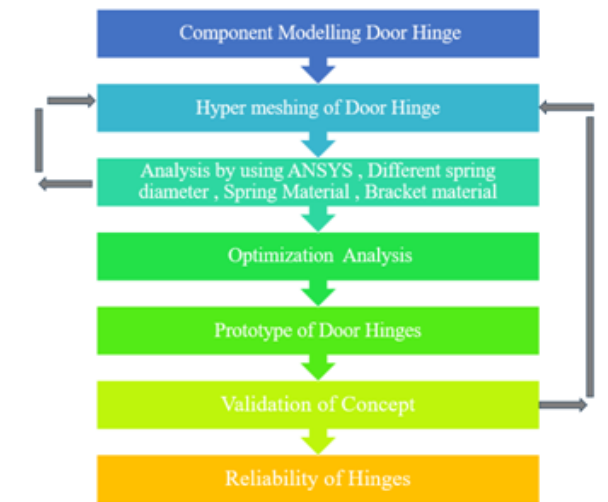 Component Modelling Door Hinge
Hyper meshing of Door Hinge
Analysis by using ANSYS , Different spring
diameter , Spring Material , Bracket material
Optimization Analysis
Prototype of Door Hinges
Validation of Concept
Reliability of Hinges